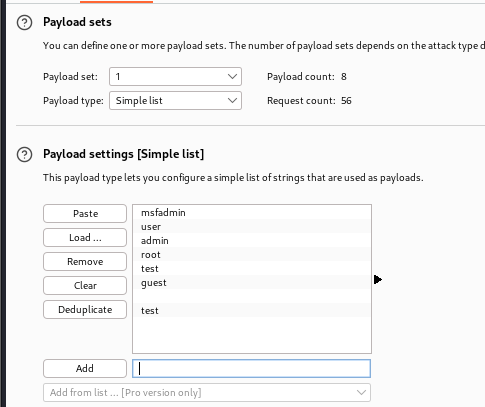 Payload sets
You can define one or more payload sets. The number of payload sets depends on the attack type d
Payload set: 1 Payload count: 8
Payload type: Simple list Request count: 56
Payload settings [Simple list]
This payload type lets you configure a simple list of strings that are used as payloads.
Paste
Load ...
Remove
Clear
Deduplicate
msfadmin
user
admin
root
test
guest
test
Add
Add from list ... [Pro version only]